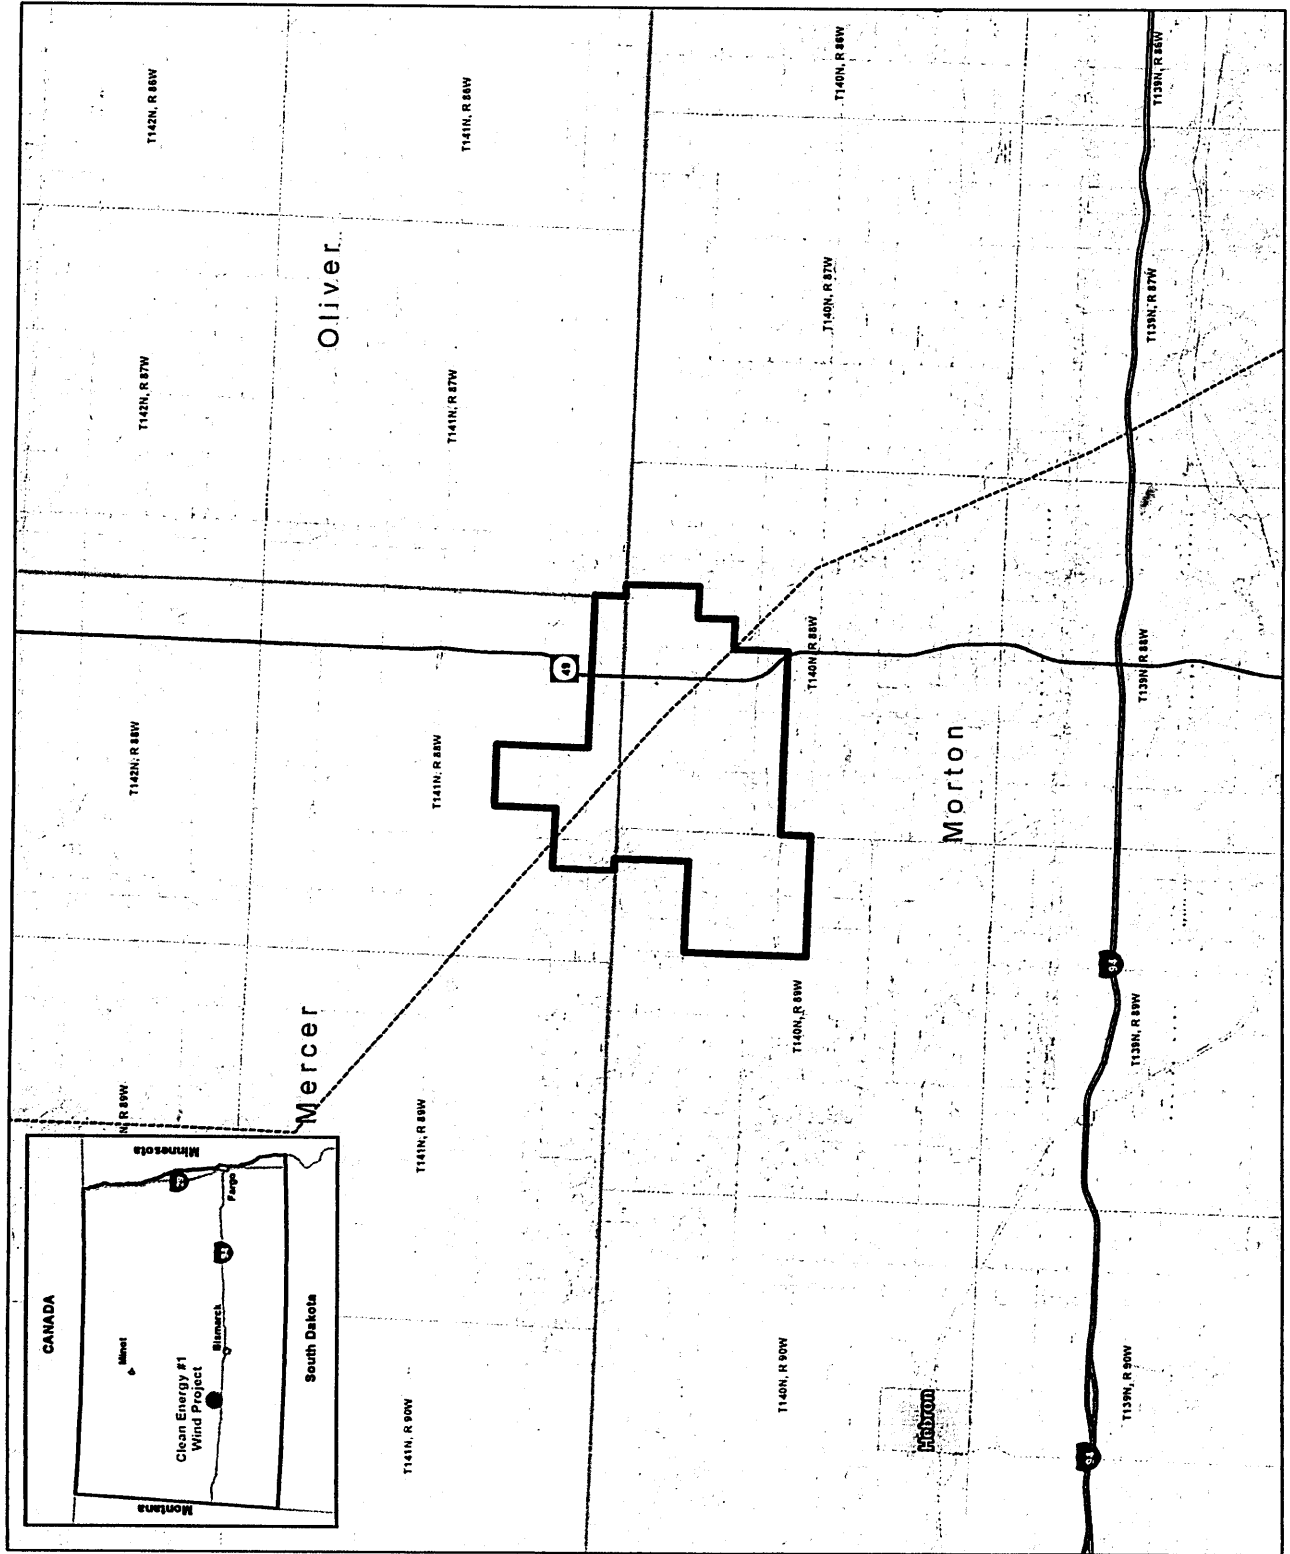 T142N, R 86W
T141N, R 86W
T140N, R 86W
T139N, R 86W
Oliver
T142N, R 87W
T141N, R 87W
T140N, R 87W
T139N, R 87W
49
T142N, R 88W
T141N, R 88W
T140N, R 88W
T139N, R 88W
Morton
Mercer
N, R 89W
T141N, R 89W
T140N, R 89W
T139N, R 89W
94
T141N, R 90W
T140N, R 90W
T139N, R 90W
Hebron
94
CANADA
Minnesota
Minot
Fargo
94
Bismarck
Clean Energy #1
Wind Project
South Dakota
Montana